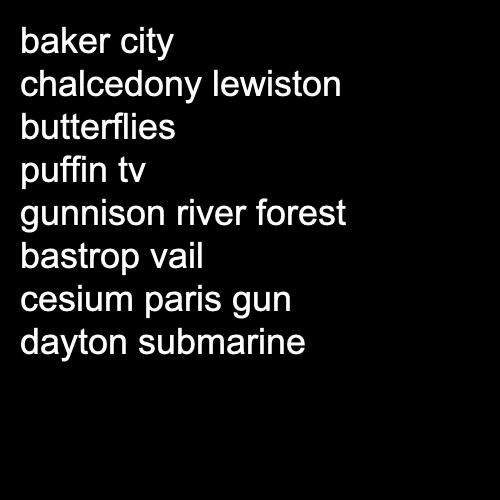 baker city
chalcedony lewiston
butterflies
puffin tv
gunnison river forest
bastrop vail
cesium paris gun
dayton submarine